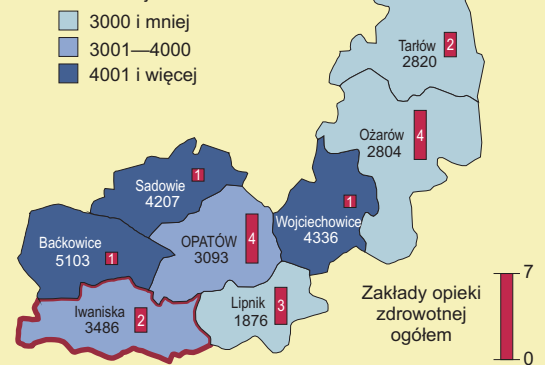 3000 i mniej
3001—4000
4001 i więcej
Tarłów
2820
2
Ożarów
2804
4
Sadowie
4207
1
Wojciechowice
4336
1
OPATÓW
3093
4
Baćkowice
5103
1
Iwaniska
3486
2
Lipnik
1876
3
Zakłady opieki
zdrowotnej
ogółem
7
0